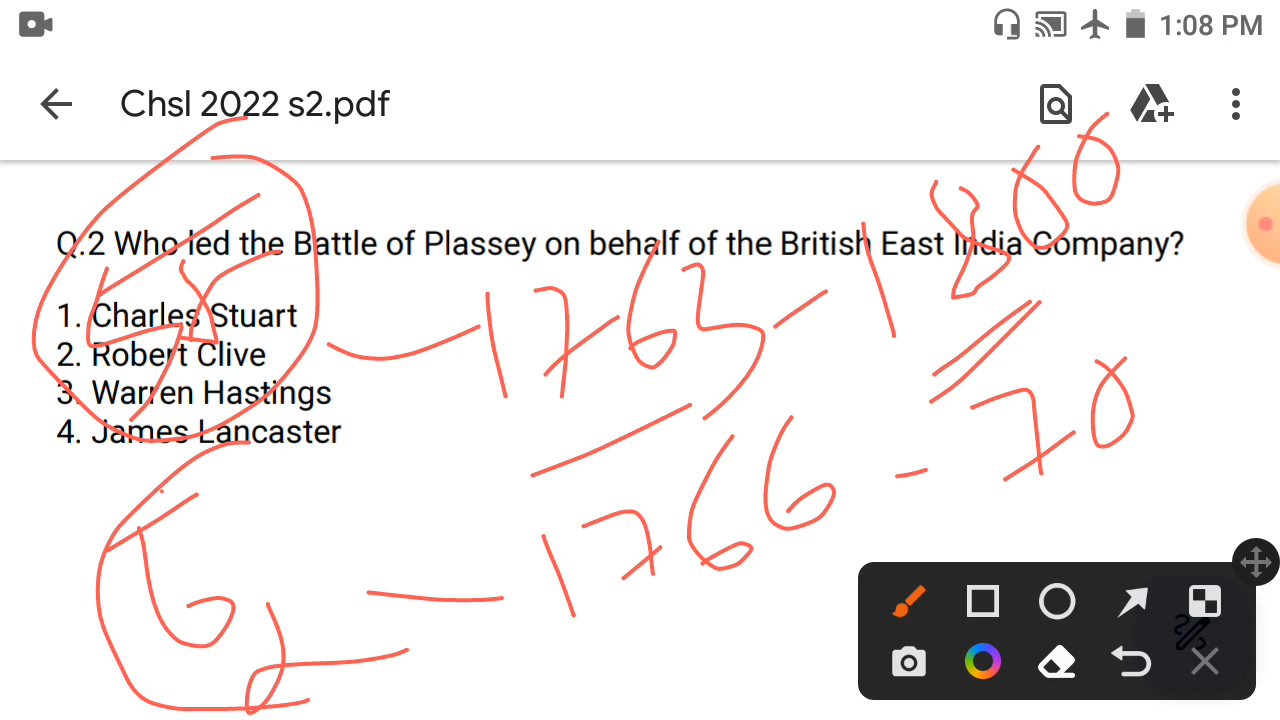 1:08 PM
Chsl 2022 s2.pdf
Q.2 Who led the Battle of Plassey on behalf of the British East India Company?
1. Charles Stuart
2. Robert Clive
3. Warren Hastings
4. James Lancaster
1763-1800
1766-70